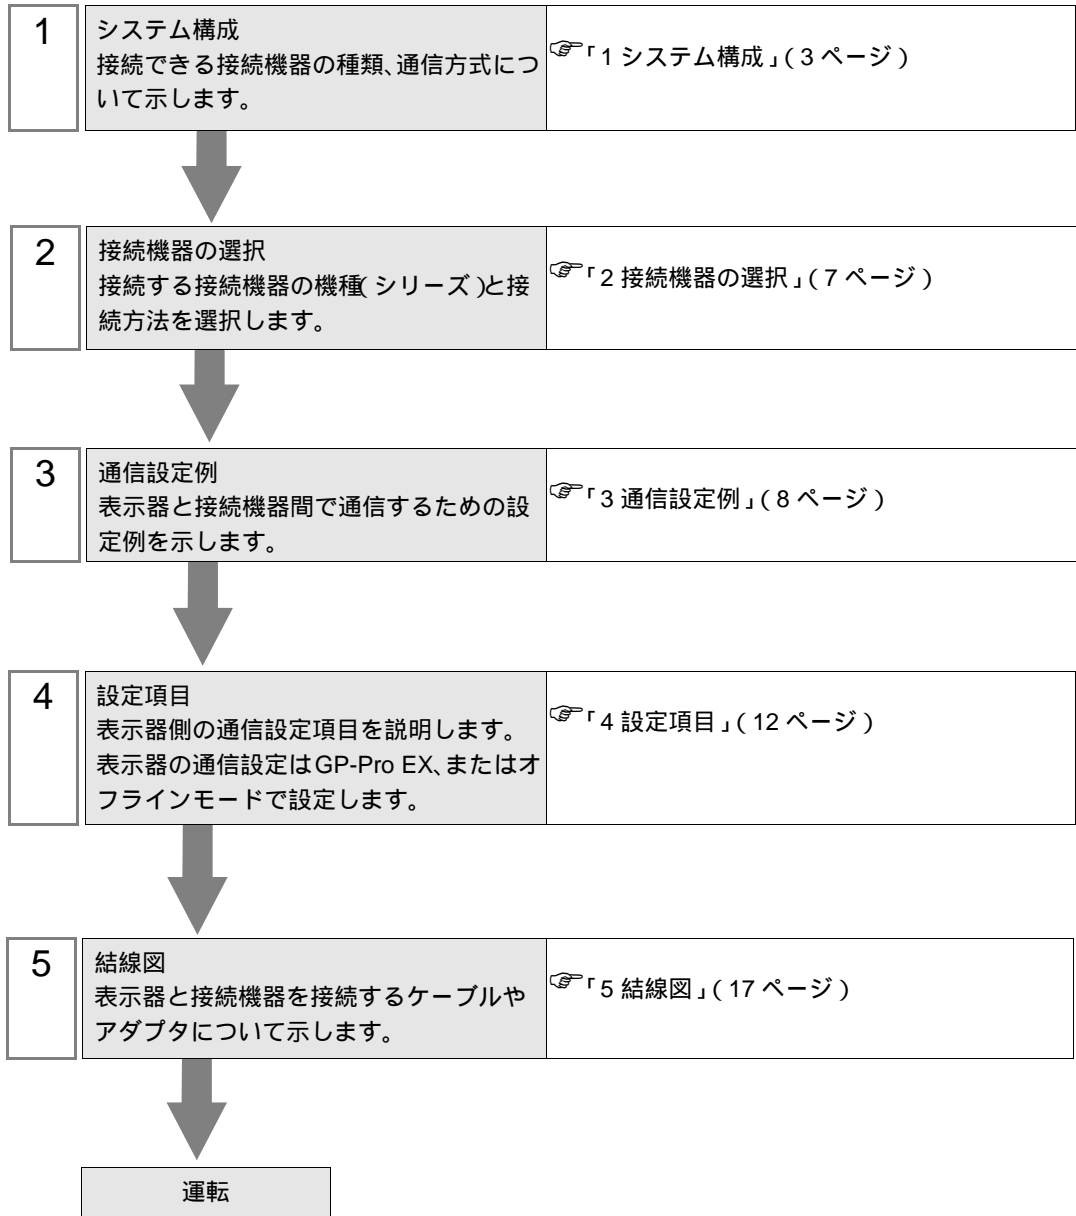 1
システム構成
接続できる接続機器の種類、通信方式につ
いて示します。
☞「1 システム構成」(3 ページ)
2
接続機器の選択
接続する接続機器の機種(シリーズ)と接
続方法を選択します。
☞「2 接続機器の選択」(7 ページ)
3
通信設定例
表示器と接続機器間で通信するための設
定例を示します。
☞「3 通信設定例」(8 ページ)
4
設定項目
表示器側の通信設定項目を説明します。
表示器の通信設定はGP-Pro EX、またはオ
フラインモードで設定します。
☞「4 設定項目」(12 ページ)
5
結線図
表示器と接続機器を接続するケーブルや
アダプタについて示します。
☞「5 結線図」(17 ページ)
運転